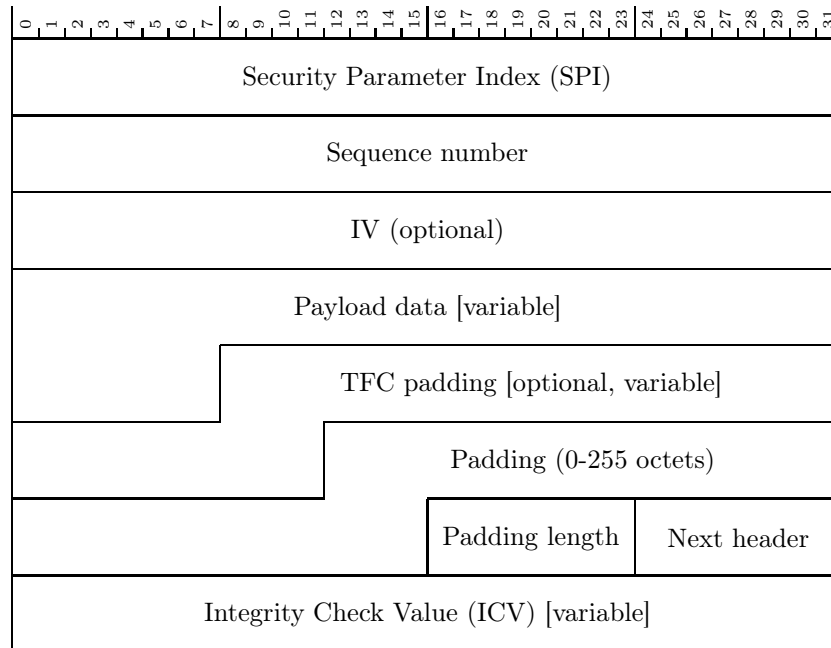 0 1 2 3 4 5 6 7 8 9 10 11 12 13 14 15 16 17 18 19 20 21 22 23 24 25 26 27 28 29 30 31
Security Parameter Index (SPI)
Sequence number
IV (optional)
Payload data [variable]
TFC padding [optional, variable]
Padding (0-255 octets)
Padding length Next header
Integrity Check Value (ICV) [variable]